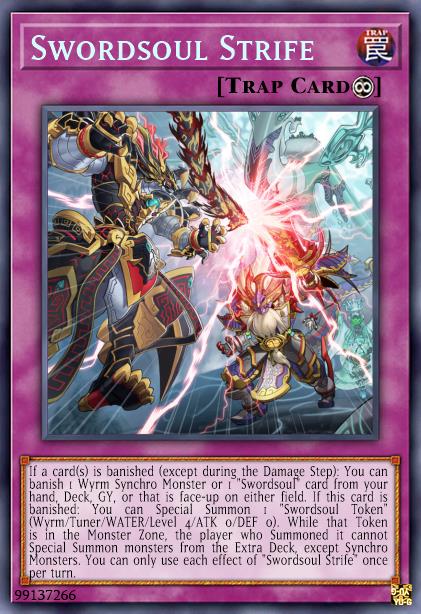 Swordsoul Strife
TRAP
罠
[Trap Card]
If a card(s) is banished (except during the Damage Step): You can
banish 1 Wyrm Synchro Monster or 1 "Swordsoul" card from your
hand, Deck, GY, or that is face-up on either field. If this card is
banished: You can Special Summon 1 "Swordsoul Token"
(Wyrm/Tuner/WATER/Level 4/ATK 0/DEF 0). While that Token
is in the Monster Zone, the player who Summoned it cannot
Special Summon monsters from the Extra Deck, except Synchro
Monsters. You can only use each effect of "Swordsoul Strife" once
per turn.
99137266